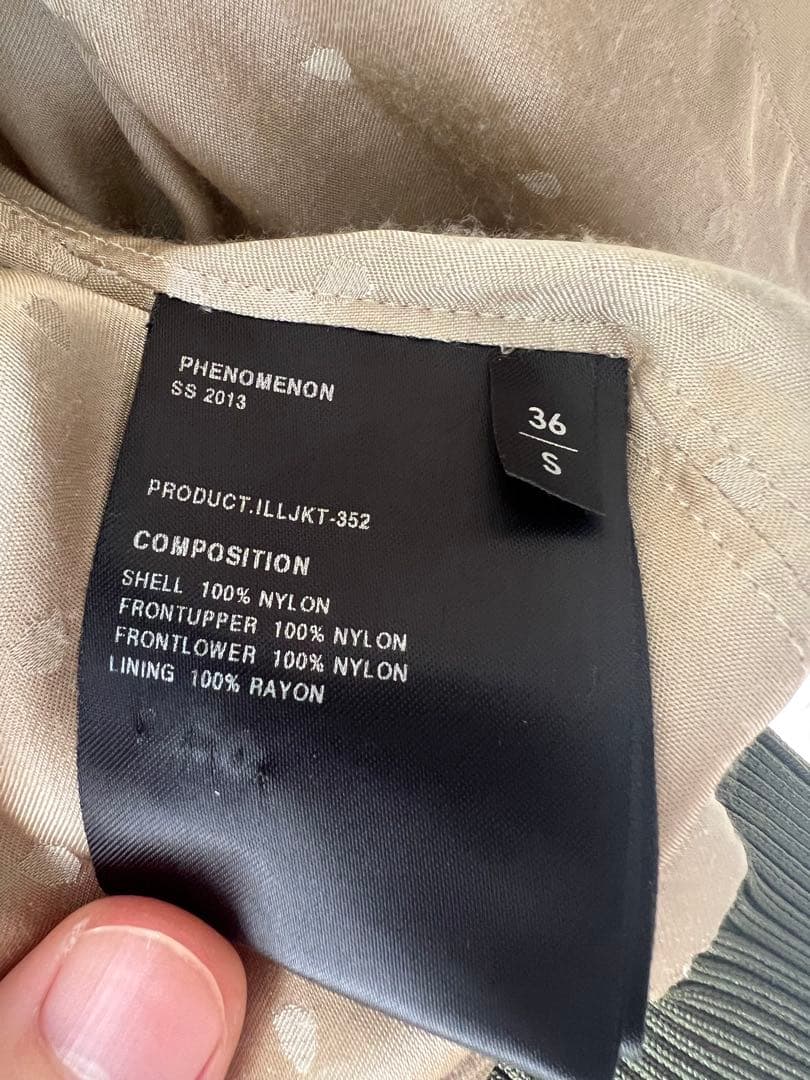 PHENOMENON
SS 2013
36
S
PRODUCT.ILLJKT-352
COMPOSITION
SHELL 100% NYLON
FRONTUPPER 100% NYLON
FRONTLOWER 100% NYLON
LINING 100% RAYON